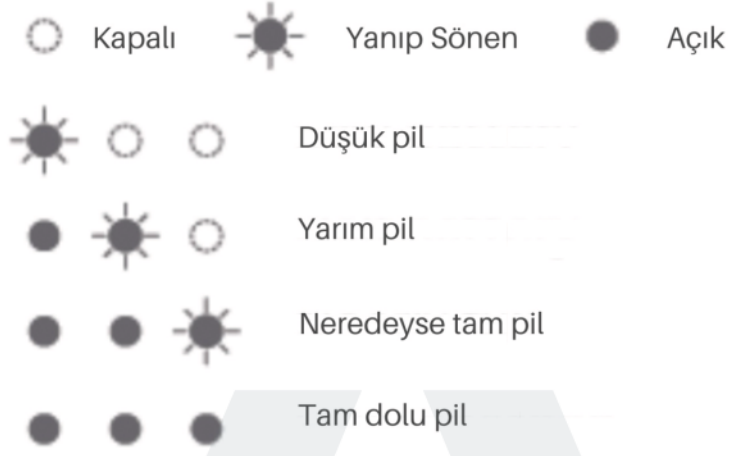 Kapalı Yanıp Sönen Açık
Düşük pil
Yarım pil
Neredeyse tam pil
Tam dolu pil